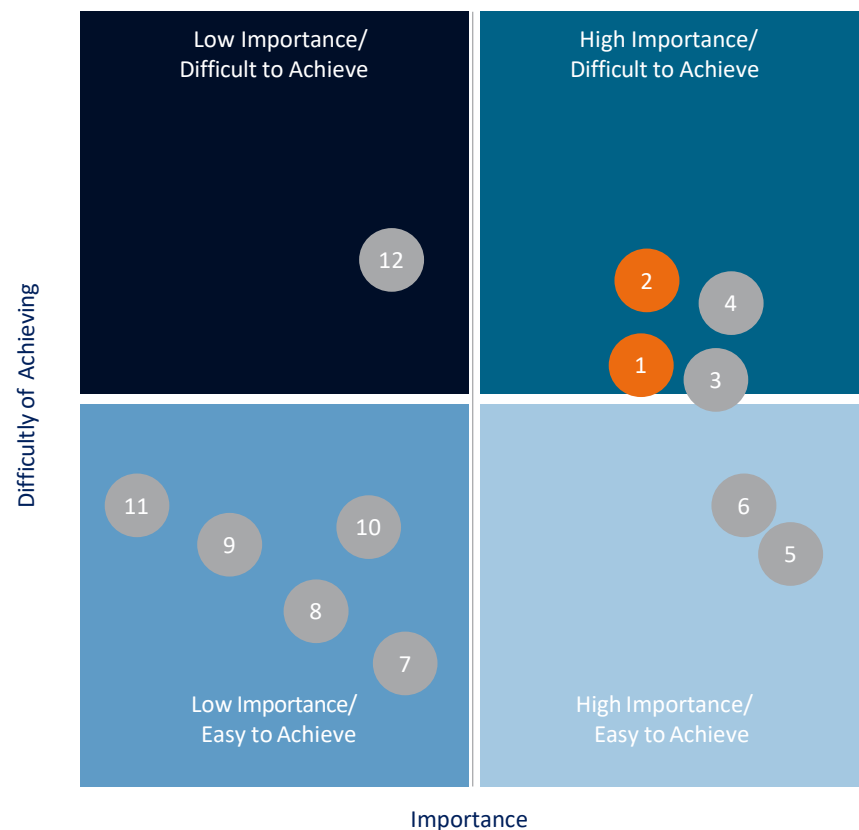 Low Importance/
Difficult to Achieve
High Importance/
Difficult to Achieve
Difficultly of Achieving
12
2
4
1
3
11
9
10
6
5
8
7
Low Importance/
Easy to Achieve
High Importance/
Easy to Achieve
Importance